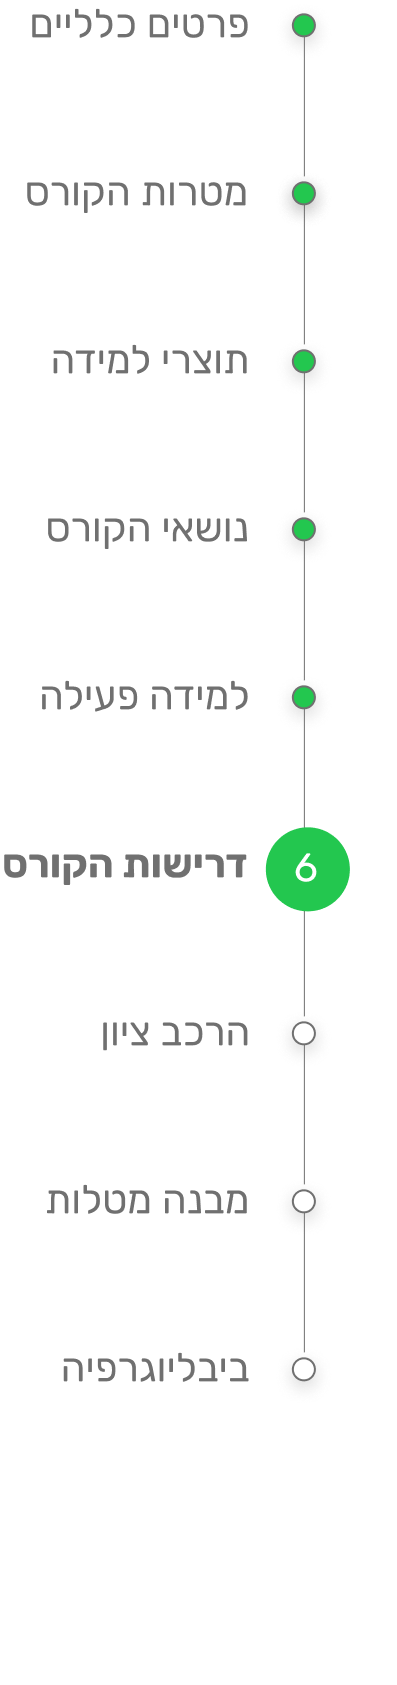 פרטים כלליים
מטרות הקורס
תוצרי למידה
נושאי הקורס
למידה פעילה
6 דרישות הקורס
הרכב ציון
מבנה מטלות
ביבליוגרפיה